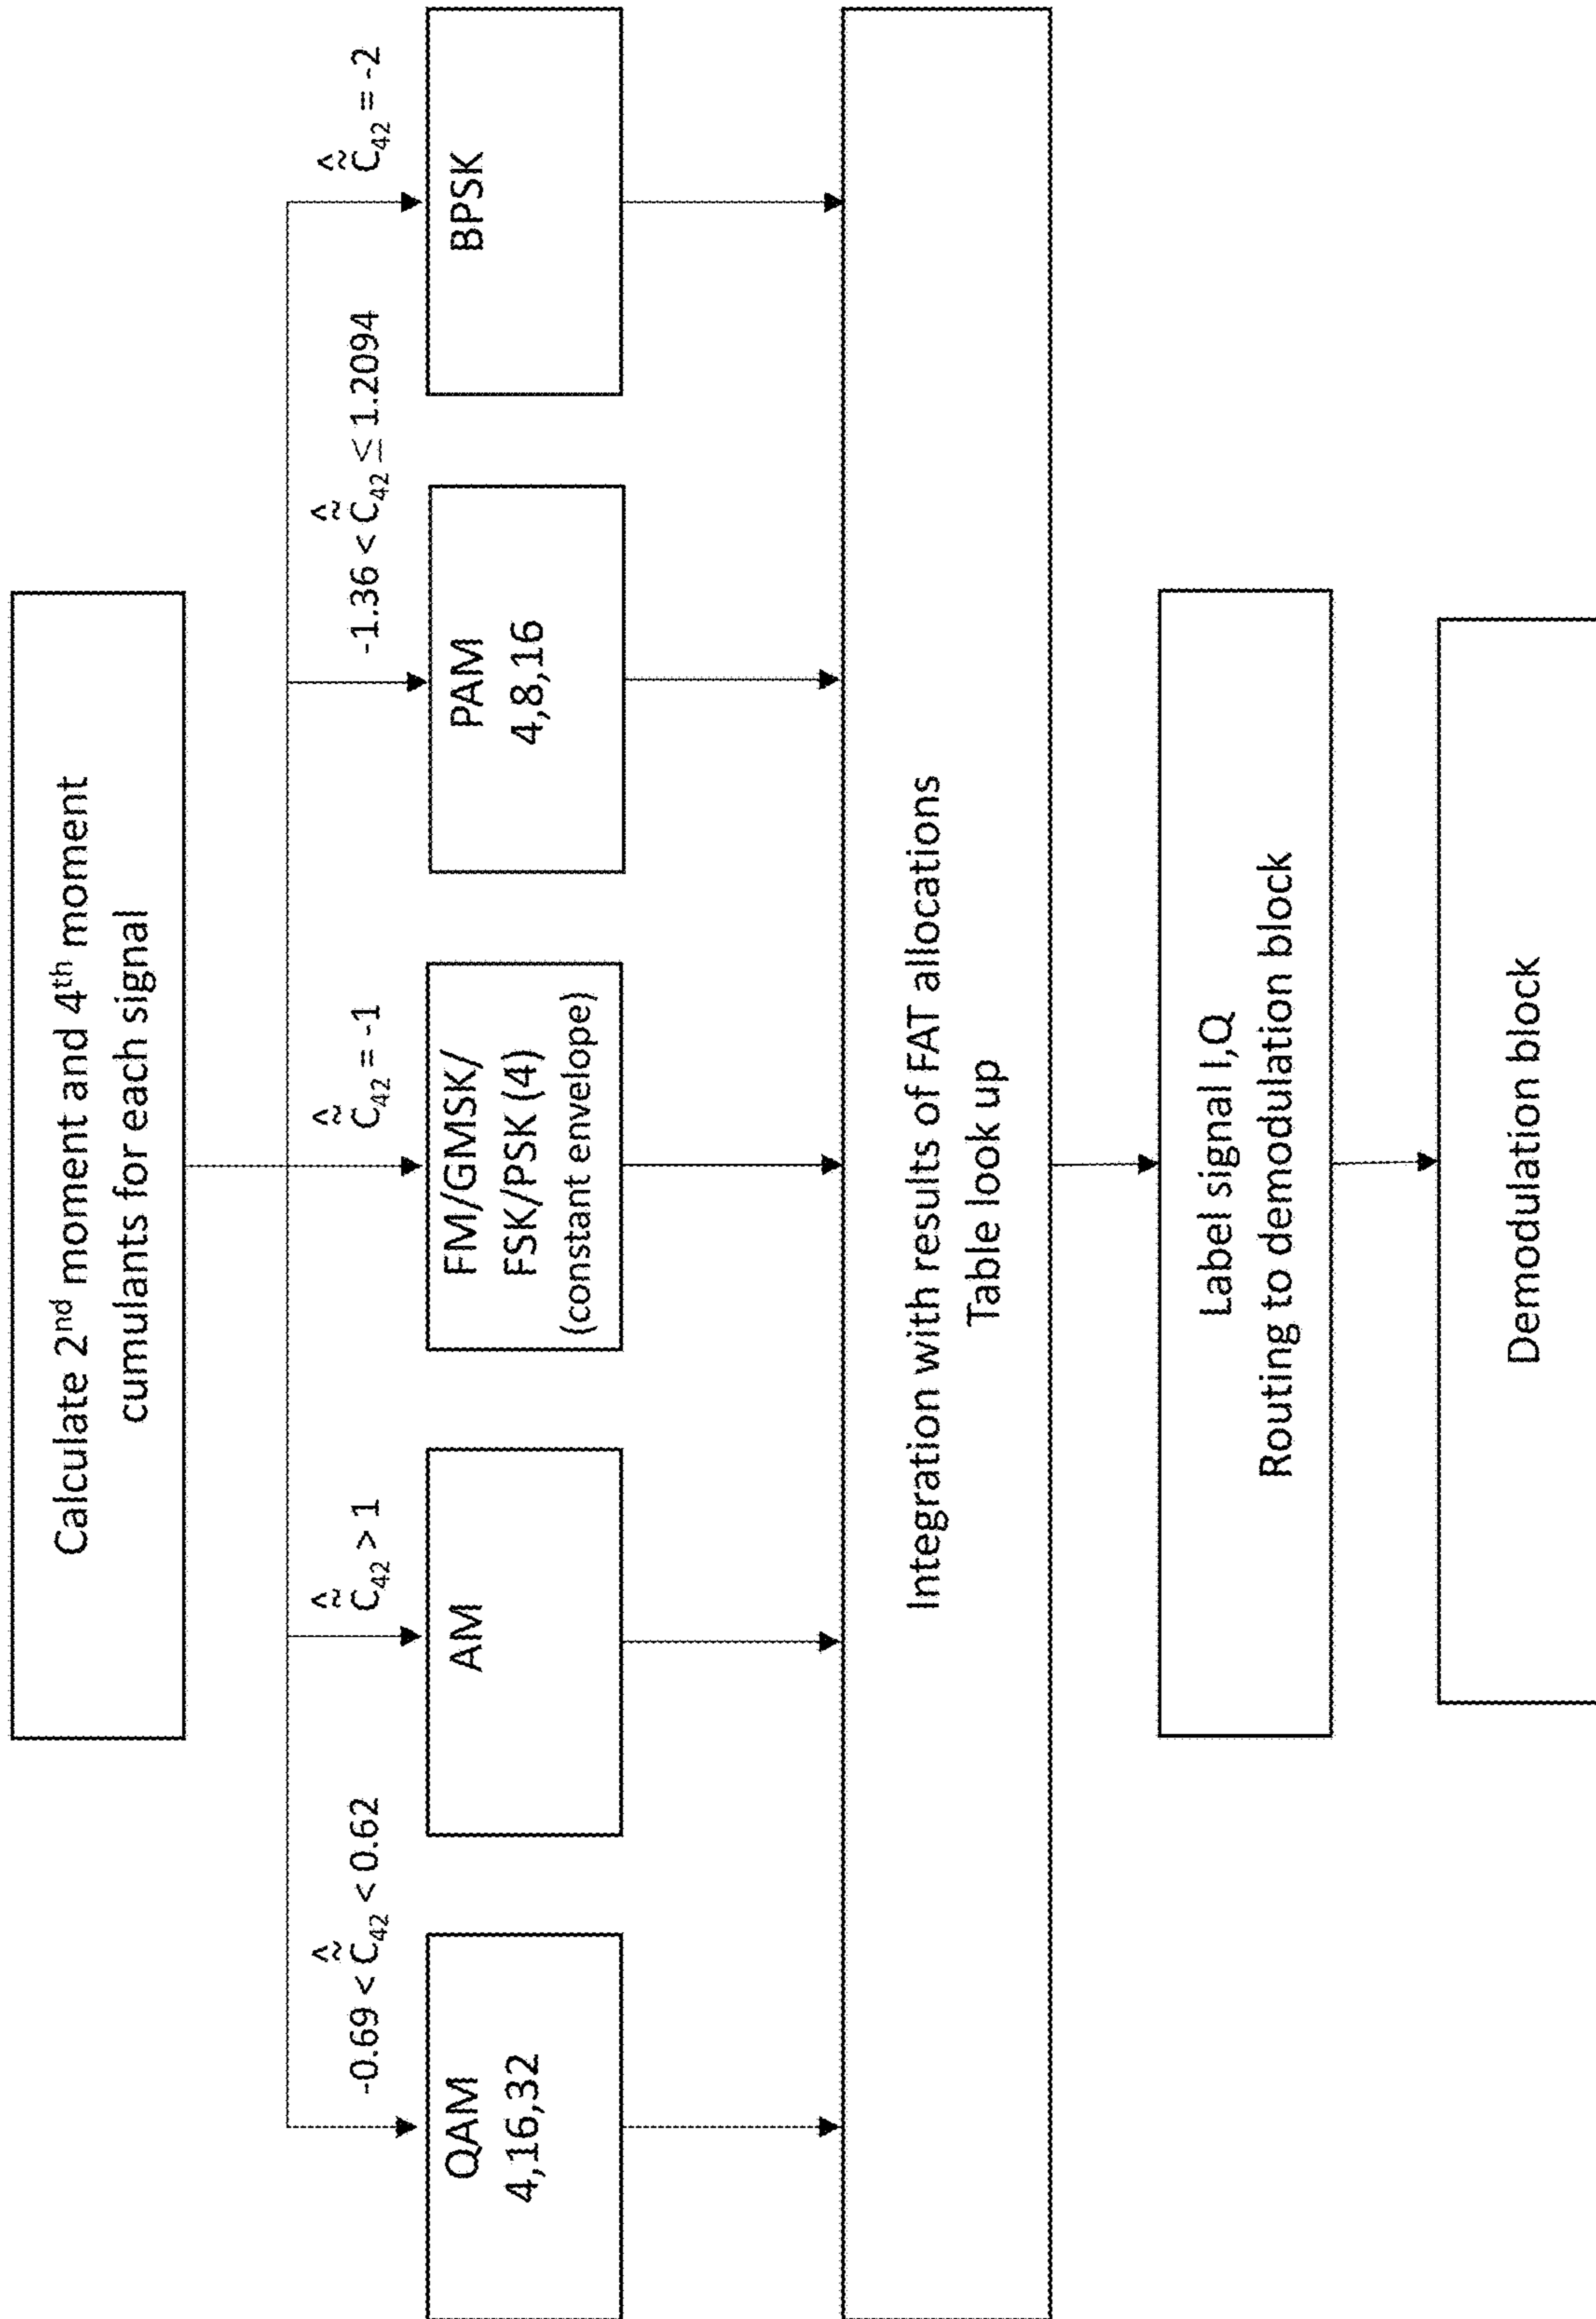 Calculate 2nd moment and 4th moment
cumulants for each signal
-0.69 < C̃̂42 < 0.62
C̃̂42 > 1
C̃̂42 = -1
-1.36 < C̃̂42 ≤ 1.2094
C̃̂42 = -2
QAM
4,16,32
AM
FM/GMSK/
FSK/PSK (4)
(constant envelope)
PAM
4,8,16
BPSK
Integration with results of FAT allocations
Table look up
Label signal I,Q
Routing to demodulation block
Demodulation block